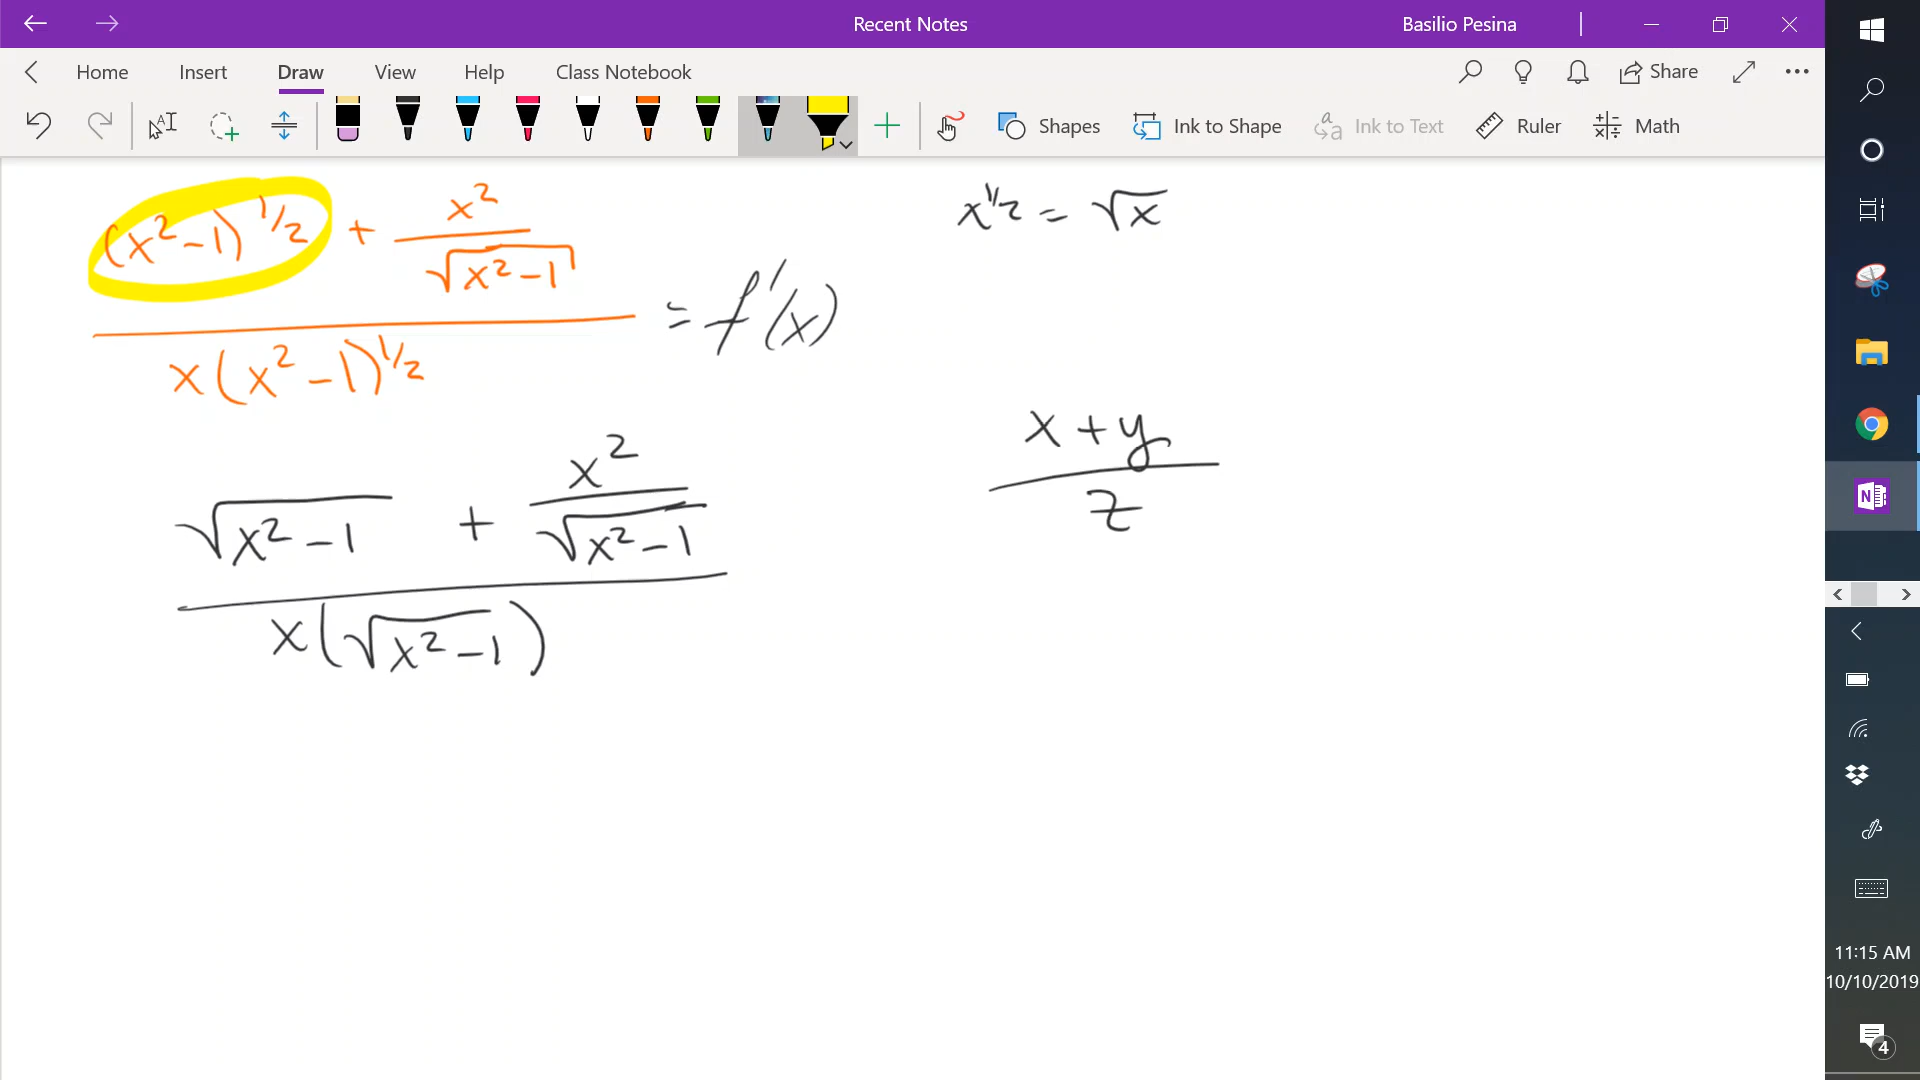 Recent Notes
Basilio Pesina
Home Insert Draw View Help Class Notebook Share
Shapes Ink to Shape Ink to Text Ruler Math
(x²-1)^1/2 + x²/√(x²-1)
x(x²-1)^1/2
= f'(x)
x^1/2 = √x
√(x²-1) + x²/√(x²-1)
x(√(x²-1))
x+y
z
11:15 AM
10/10/2019
4